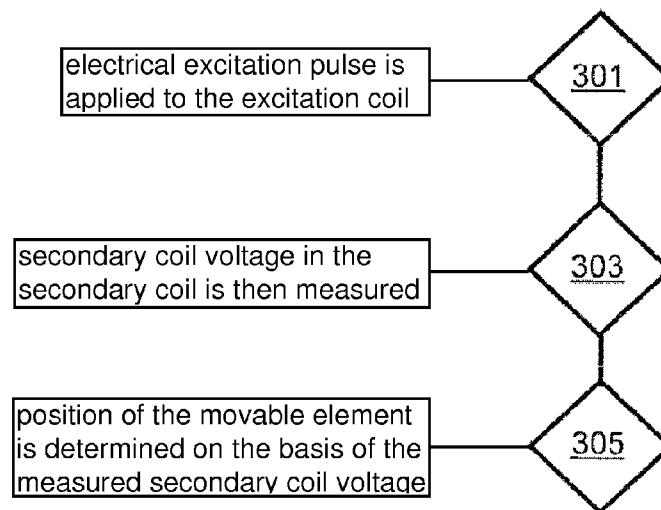 electrical excitation pulse is
applied to the excitation coil
301
secondary coil voltage in the
secondary coil is then measured
303
position of the movable element
is determined on the basis of the
measured secondary coil voltage
305